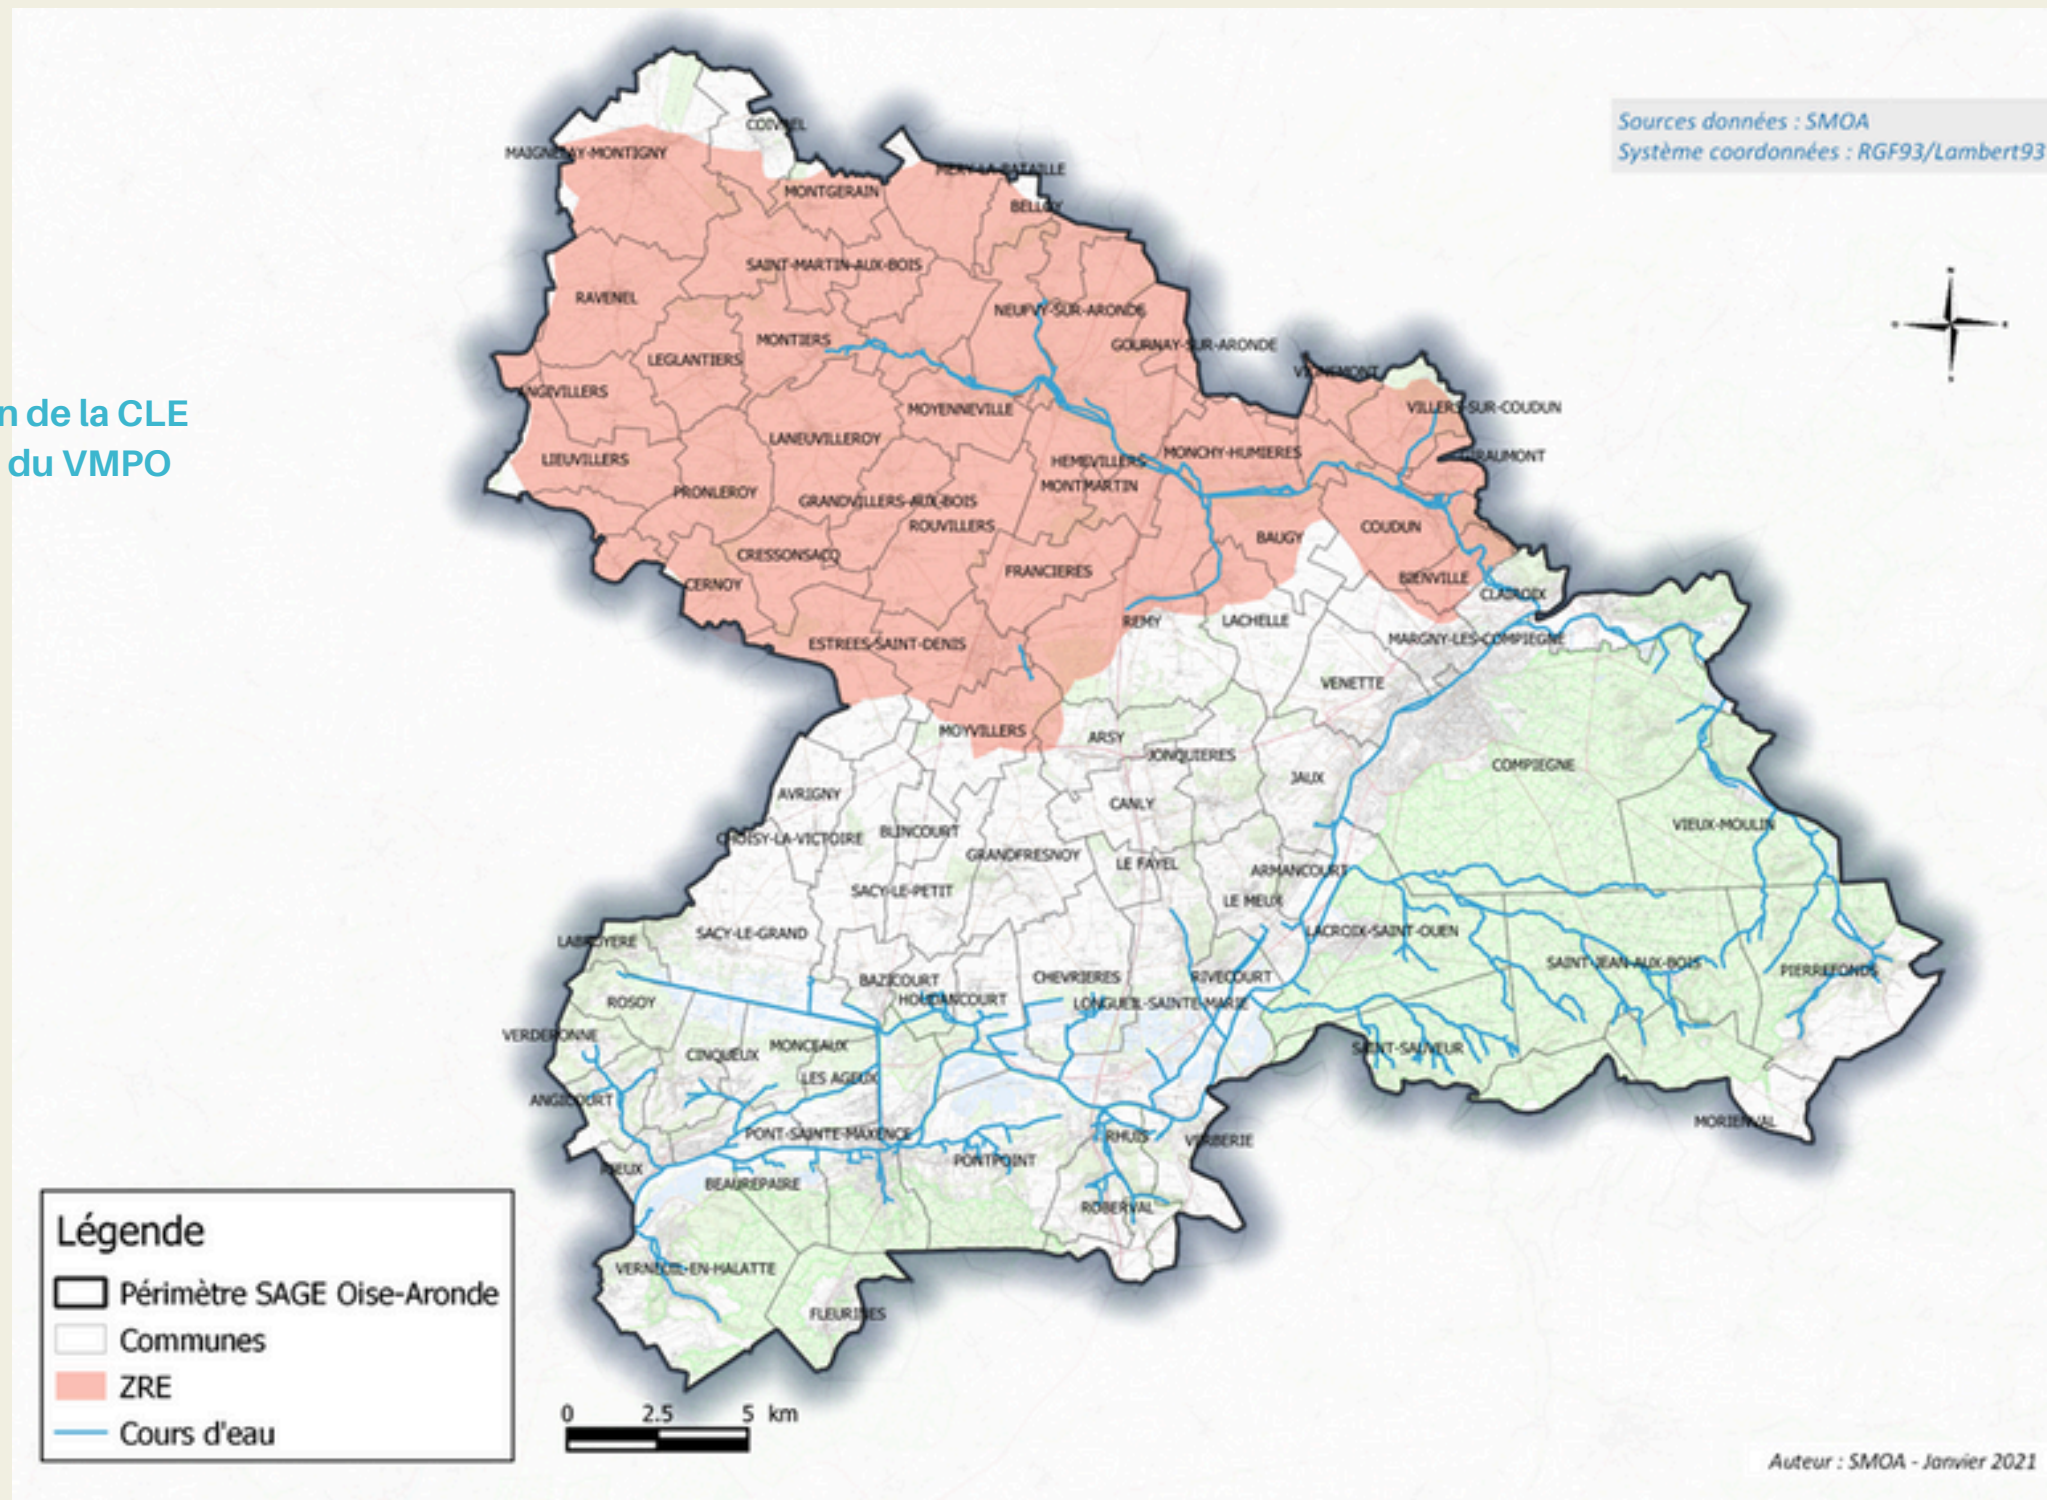 Sources données : SMOA
Système coordonnées : RGF93/Lambert93
n de la CLE
du VMPO
COIVREL
MAIGNELAY-MONTIGNY
MERY-LA-BATAILLE
MONTGERAIN
BELLOY
SAINT-MARTIN-AUX-BOIS
RAVENEL
NEUFVY-SUR-ARONDE
MONTIERS
GOURNAY-SUR-ARONDE
LEGLANTIERS
VIGNEMONT
ANGIVILLERS
MOYENNEVILLE
VILLERS-SUR-COUDUN
LANEUVILLEROY
MONCHY-HUMIERES
GIRAUMONT
LIEUVILLERS
HEMEVILLERS
MONTMARTIN
PRONLEROY
GRANDVILLERS-AUX-BOIS
ROUVILLERS
COUDUN
BAUGY
CRESSONSACQ
FRANCIERES
BIENVILLE
CERNOY
CLAIROIX
REMY
LACHELLE
MARGNY-LES-COMPIEGNE
ESTREES-SAINT-DENIS
VENETTE
MOYVILLERS
ARSY
JONQUIERES
COMPIEGNE
JAUX
AVRIGNY
CANLY
VIEUX-MOULIN
CHOISY-LA-VICTOIRE
BLINCOURT
GRANDFRESNOY
LE FAYEL
ARMANCOURT
SACY-LE-PETIT
LE MEUX
LABRUYERE
SACY-LE-GRAND
LACROIX-SAINT-OUEN
SAINT-JEAN-AUX-BOIS
PIERREFONDS
BAZICOURT
CHEVRIERES
RIVECOURT
ROSOY
HOUDANCOURT
LONGUEIL-SAINTE-MARIE
VERDERONNE
CINQUEUX
MONCEAUX
SAINT-SAUVEUR
LES AGEUX
ANGICOURT
MORIENVAL
PONT-SAINTE-MAXENCE
RHUIS
VERBERIE
RIEUX
PONTPOINT
BEAUREPAIRE
ROBERVAL
VERNEUIL-EN-HALATTE
FLEURINES
Légende
Périmètre SAGE Oise-Aronde
Communes
ZRE
Cours d'eau
0 2.5 5 km
Auteur : SMOA - Janvier 2021